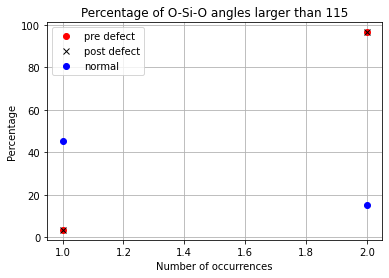 Percentage of O-Si-O angles larger than 115
pre defect
post defect
normal
Percentage
100
80
60
40
20
0
1.0 1.2 1.4 1.6 1.8 2.0
Number of occurrences